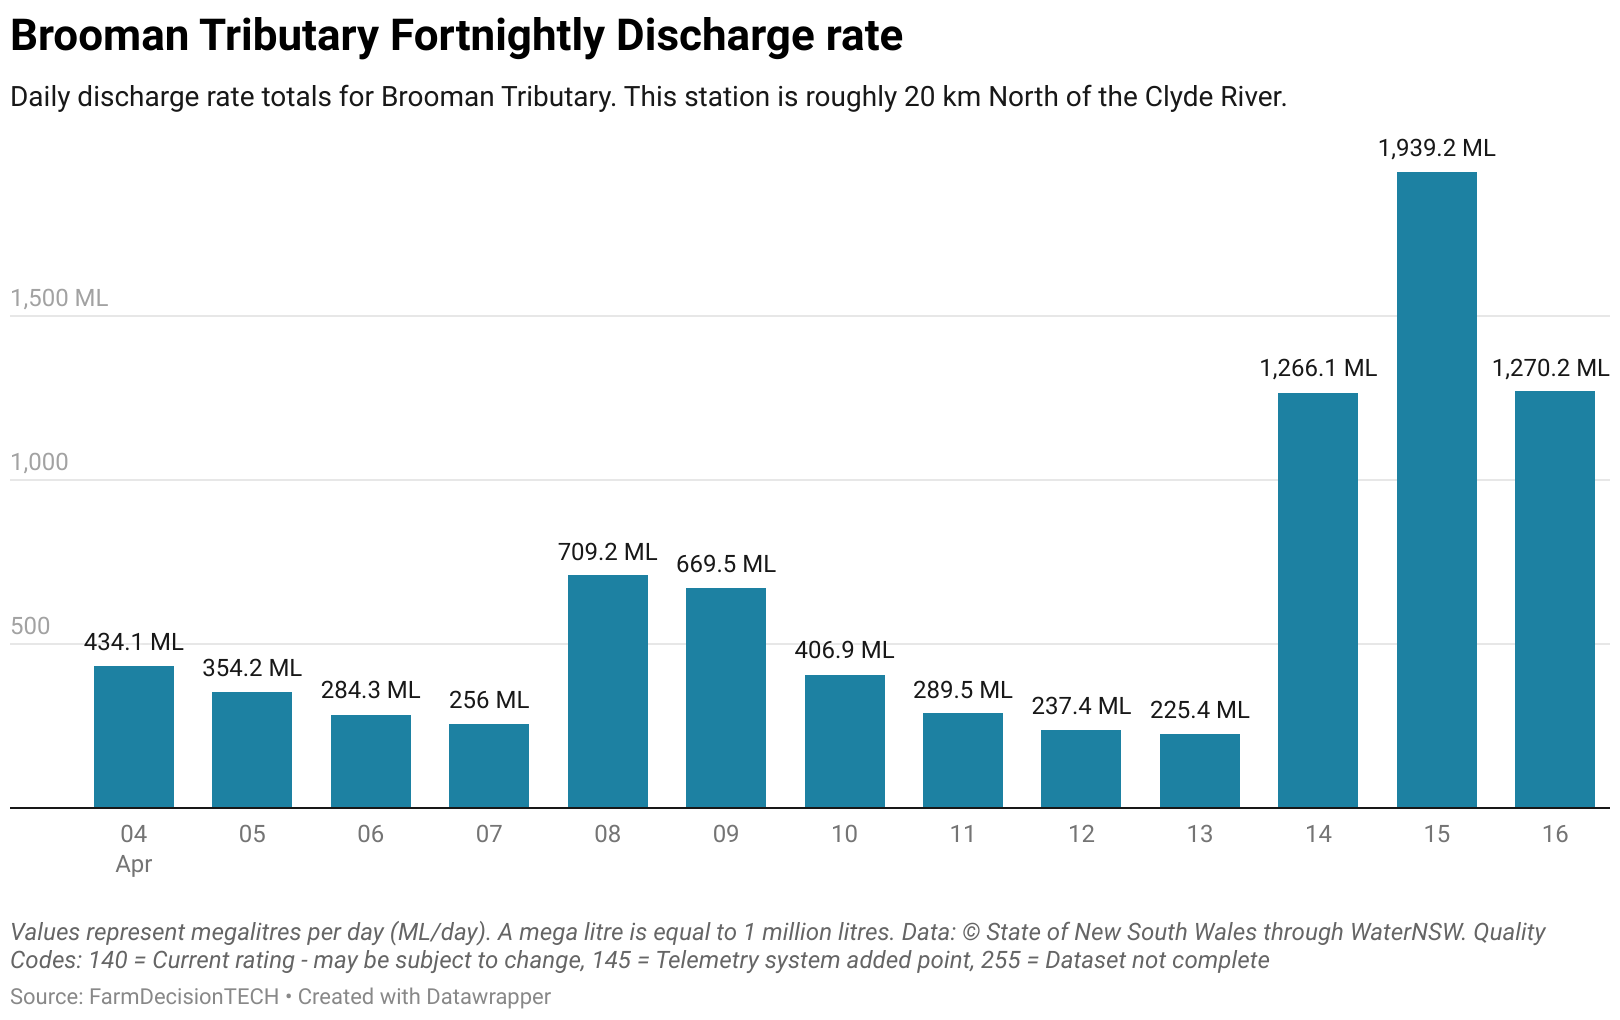 Brooman Tributary Fortnightly Discharge rate
Daily discharge rate totals for Brooman Tributary. This station is roughly 20 km North of the Clyde River.
1,939.2 ML
1,500 ML
1,266.1 ML
1,270.2 ML
1,000
709.2 ML
669.5 ML
500
434.1 ML
406.9 ML
354.2 ML
284.3 ML
289.5 ML
256 ML
237.4 ML
225.4 ML
04 05 06 07 08 09 10 11 12 13 14 15 16
Apr
Values represent megalitres per day (ML/day). A mega litre is equal to 1 million litres. Data: © State of New South Wales through WaterNSW. Quality
Codes: 140 = Current rating - may be subject to change, 145 = Telemetry system added point, 255 = Dataset not complete
Source: FarmDecisionTECH • Created with Datawrapper